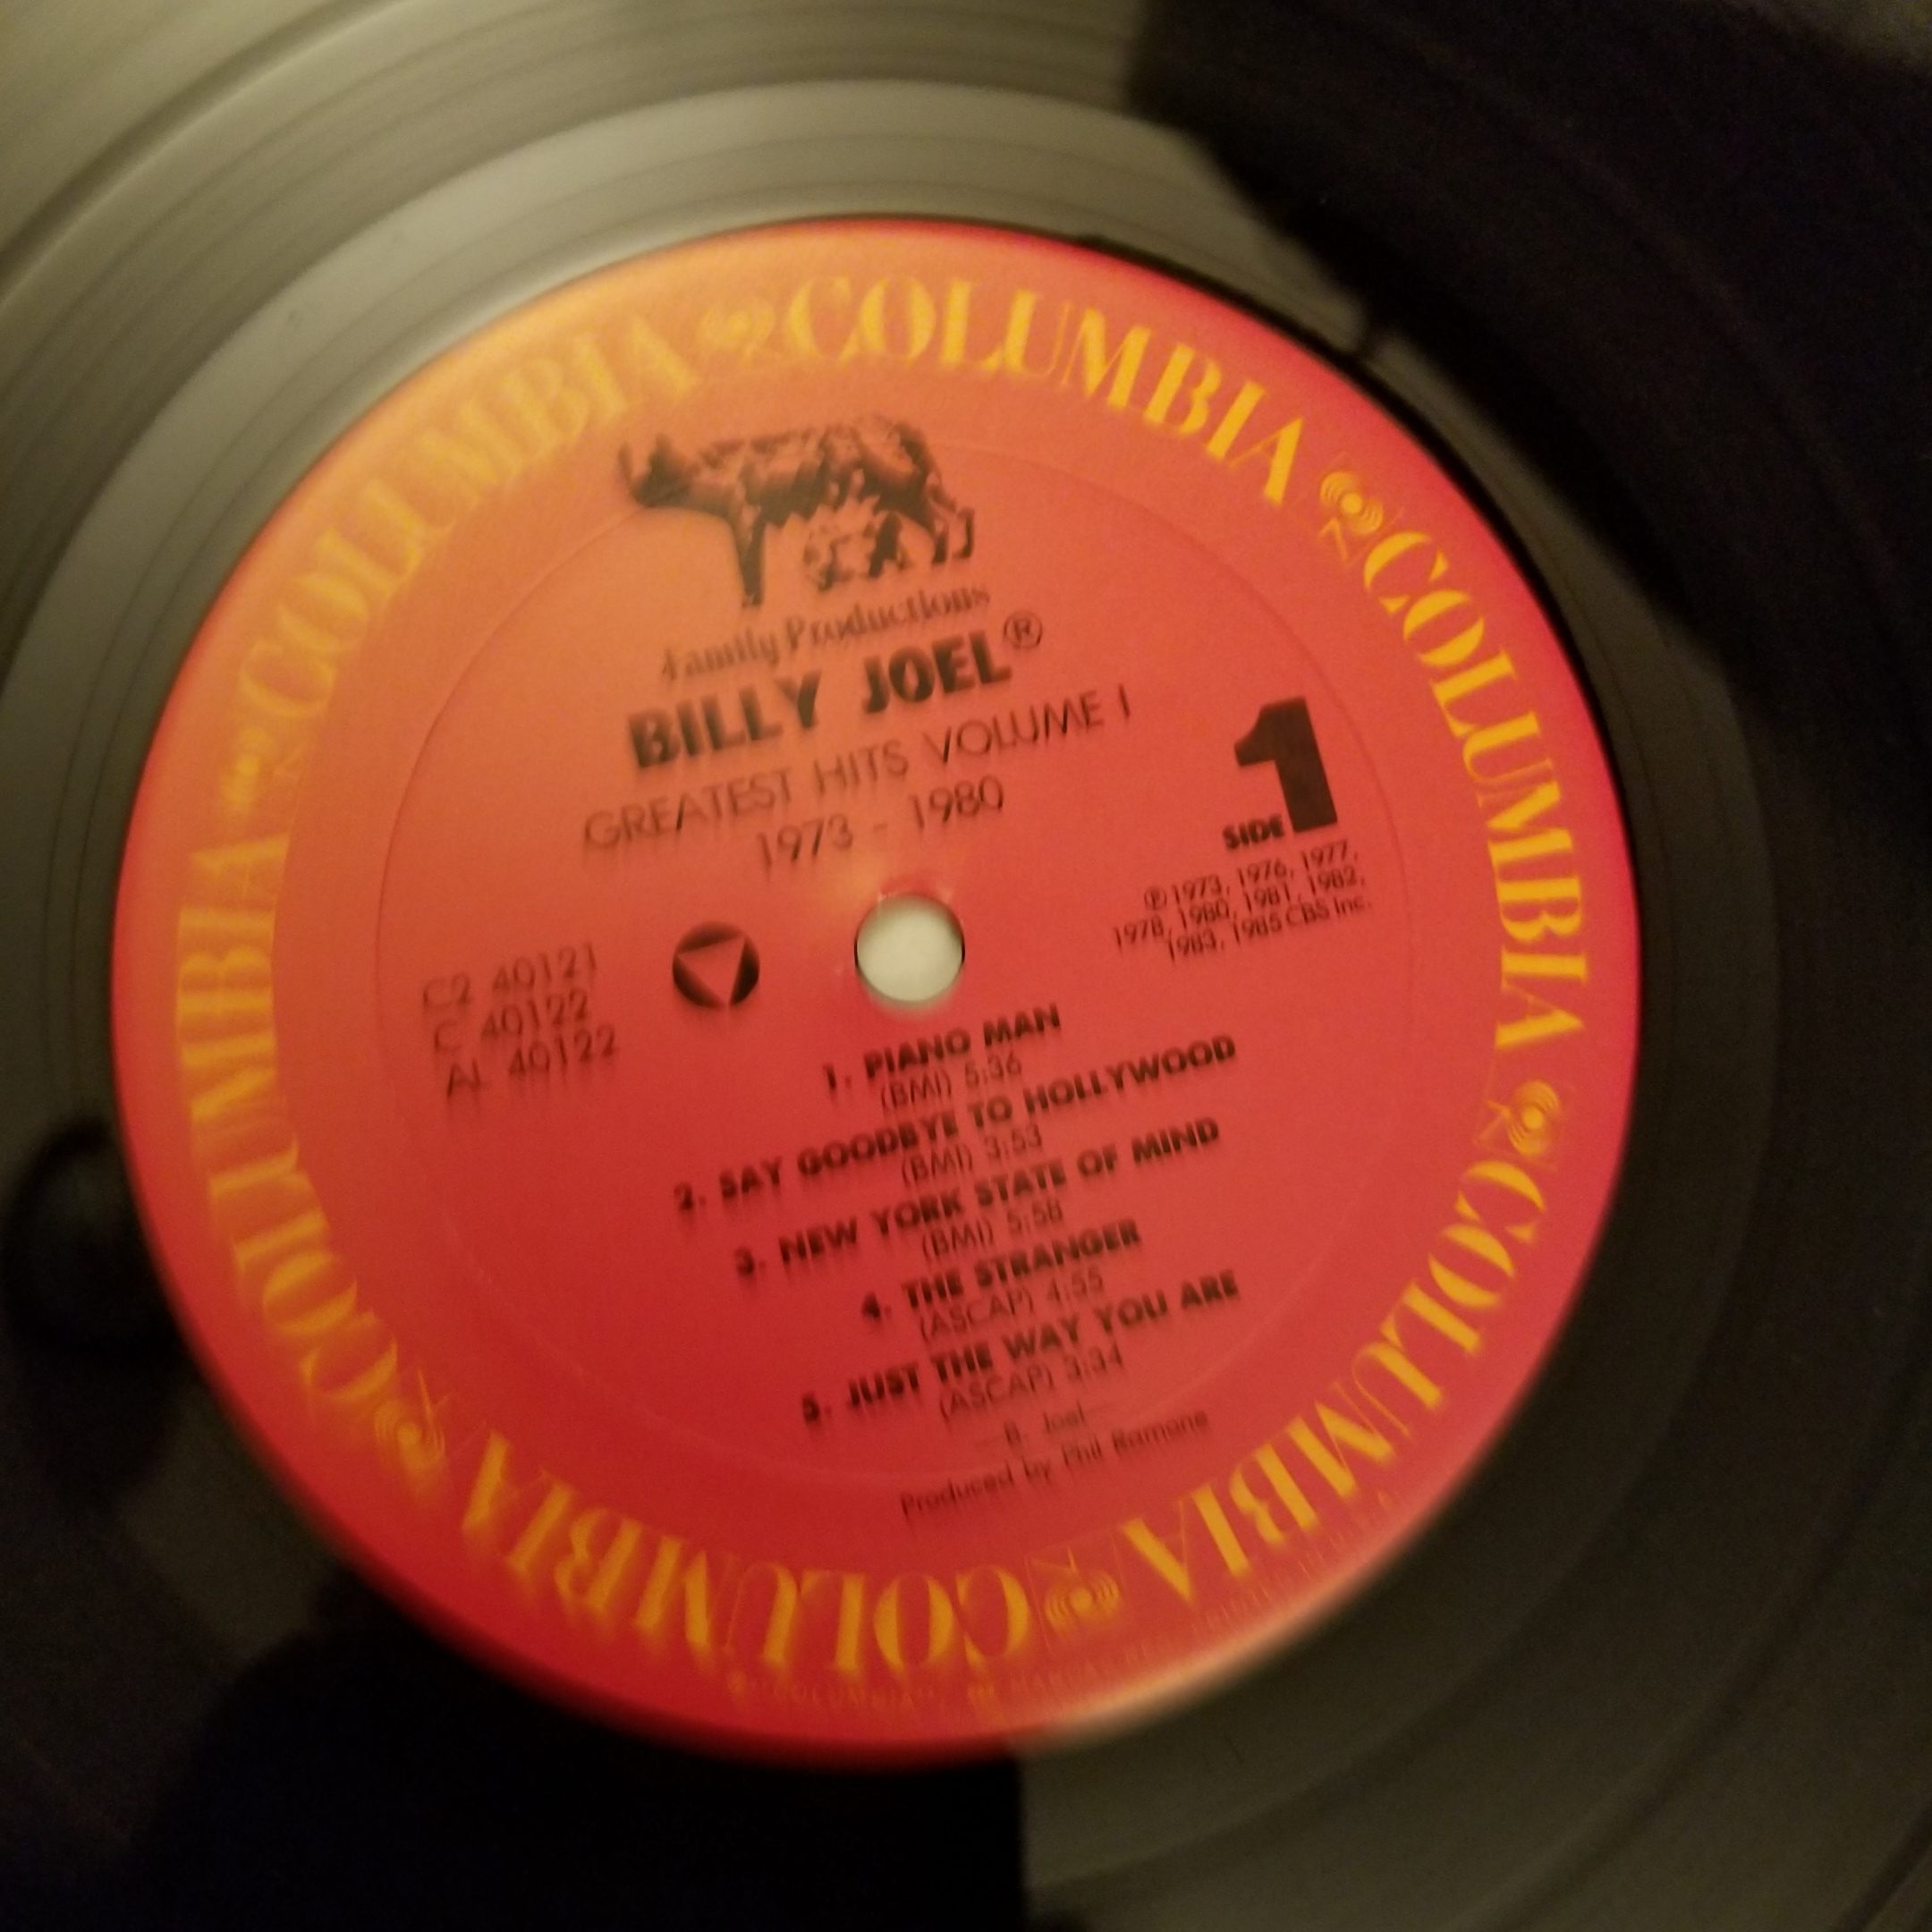 COLUMBIA COLUMBIA COLUMBIA COLUMBIA COLUMBIA COLUMBIA
Family Productions
BILLY JOEL®
GREATEST HITS VOLUME I
1973 - 1980
SIDE 1
℗ 1973, 1976, 1977,
1978, 1980, 1981, 1982,
1983, 1985 CBS Inc.
C2 40121
C 40122
AL 40122
1. PIANO MAN
(BMI) 5:36
2. SAY GOODBYE TO HOLLYWOOD
(BMI) 3:53
3. NEW YORK STATE OF MIND
(BMI) 5:58
4. THE STRANGER
(ASCAP) 4:55
5. JUST THE WAY YOU ARE
(ASCAP) 3:34
—B. Joel—
Produced by Phil Ramone